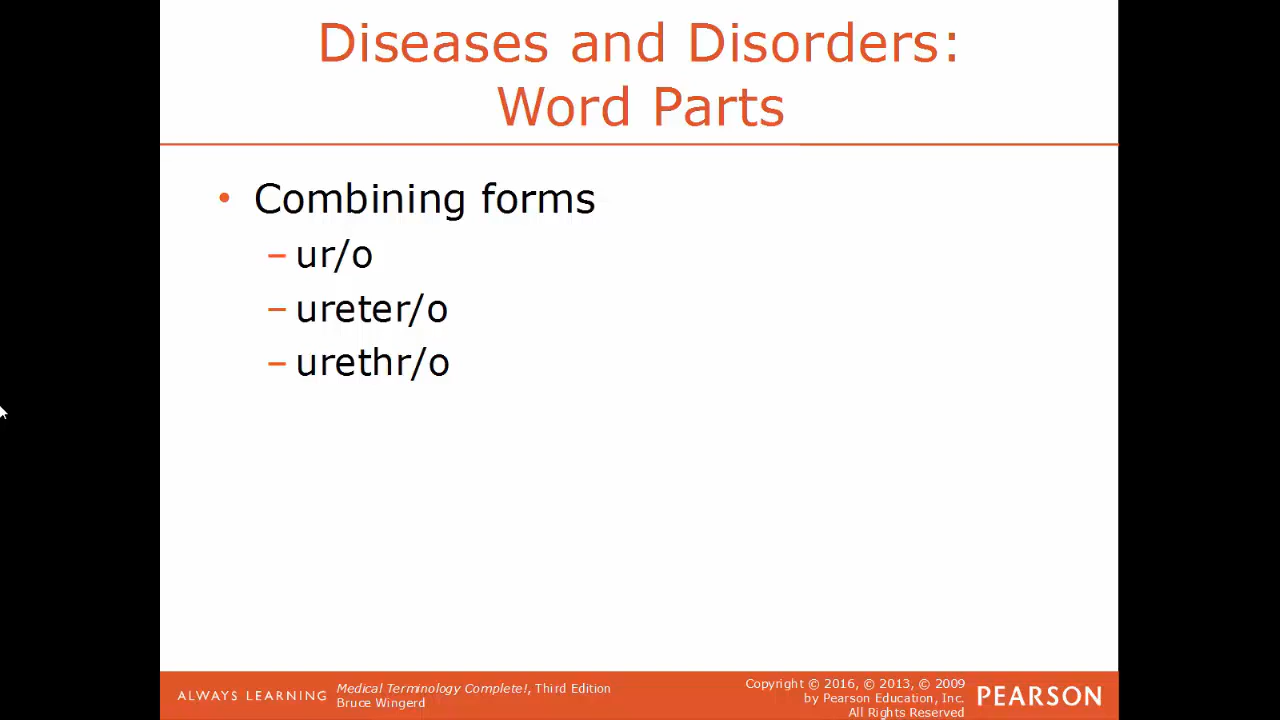 Diseases and Disorders:
Word Parts
• Combining forms
– ur/o
– ureter/o
– urethr/o
ALWAYS LEARNING
Medical Terminology Complete!, Third Edition
Bruce Wingerd
Copyright © 2016, © 2013, © 2009
by Pearson Education, Inc.
All Rights Reserved
PEARSON